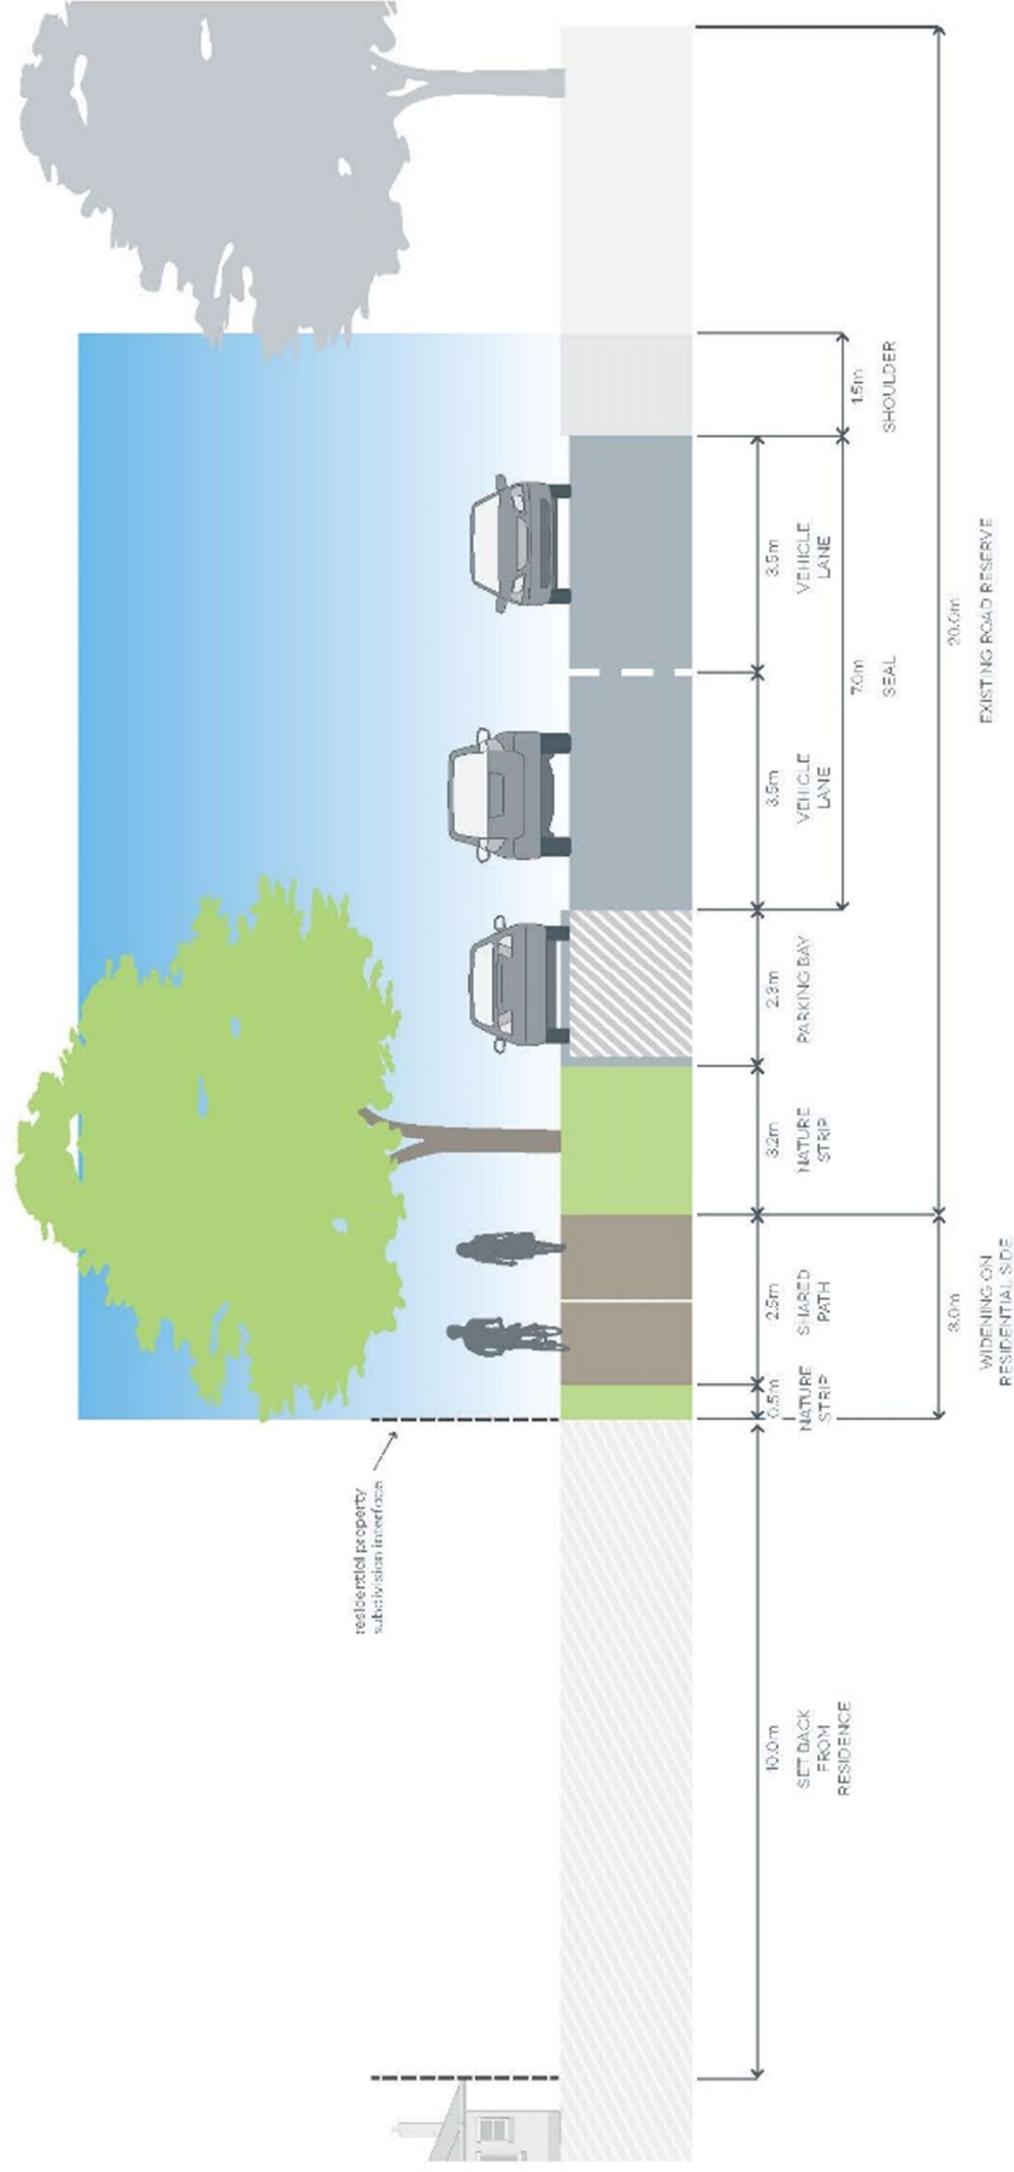 residential property
subdivision interface
10.0m
SET BACK
FROM
RESIDENCE
0.5m
NATURE
STRIP
2.5m
SHARED
PATH
3.2m
NATURE
STRIP
2.3m
PARKING BAY
3.5m
VEHICLE
LANE
3.5m
VEHICLE
LANE
7.0m
SEAL
1.5m
SHOULDER
3.0m
WIDENING ON
RESIDENTIAL SIDE
20.0m
EXISTING ROAD RESERVE